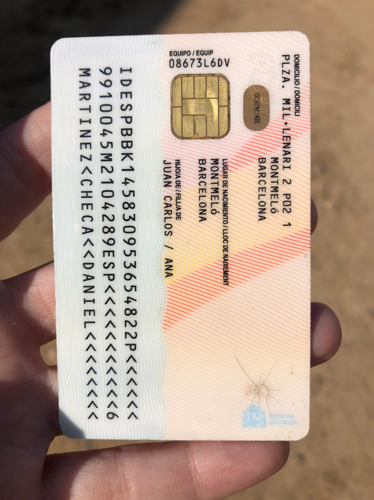 EQUIPO / EQUIP
08673L6DV
DOMICILIO / DOMICILI
PLZA. MIL·LENARI 2 P02 1
MONTMELÓ
BARCELONA
LUGAR DE NACIMIENTO / LLOC DE NAIXEMENT
MONTMELÓ
BARCELONA
HIJO/A DE / FILL/A DE
JUAN CARLOS / ANA
IDESPBBK145830953654822P<<<<<<
9910045M2104289ESP<<<<<<<<<<<6
MARTINEZ<CHECA<<DANIEL<<<<<<<<